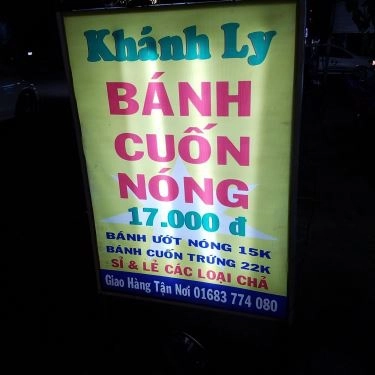 Khánh Ly
BÁNH
CUỐN
NÓNG
17.000 đ
BÁNH ƯỚT NÓNG 15K
BÁNH CUỐN TRỨNG 22K
SỈ & LẺ CÁC LOẠI CHẢ
Giao Hàng Tận Nơi 01683 774 080